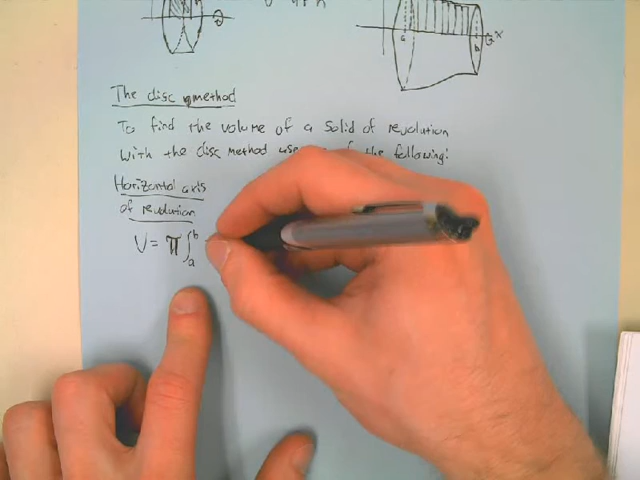 a
b
x
The disc method
To find the volume of a solid of revolution
with the disc method use of the following:
Horizontal axis
of revolution
V = π∫ₐᵇ